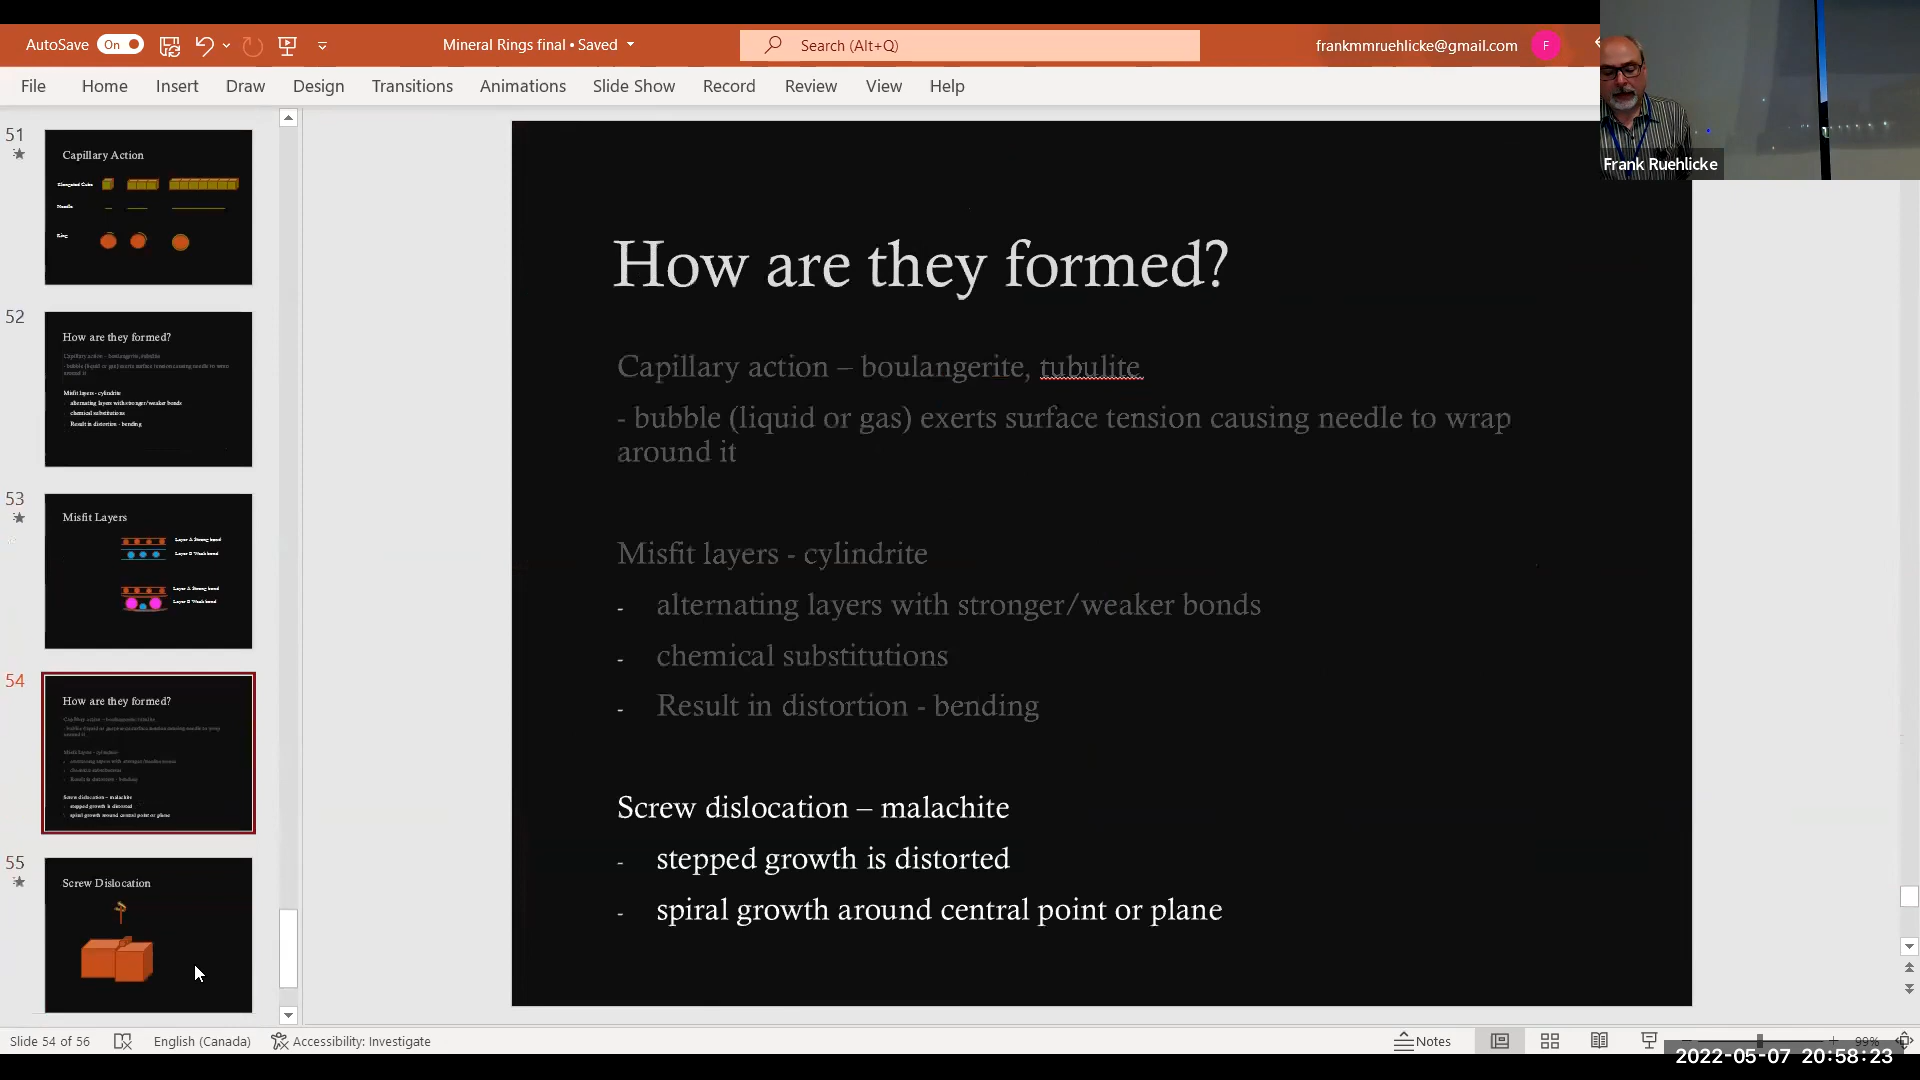 AutoSave On
Mineral Rings final • Saved
Search (Alt+Q)
frankmmruehlicke@gmail.com F
File Home Insert Draw Design Transitions Animations Slide Show Record Review View Help
Frank Ruehlicke
51
Capillary Action
Elongated Cube
Needle
Ring
52
How are they formed?
Capillary action - boulangerite, tubulite
- bubble (liquid or gas) exerts surface tension causing needle to wrap
around it
Misfit layers - cylindrite
alternating layers with stronger/weaker bonds
chemical substitutions
Result in distortion - bending
53
Misfit Layers
Layer A Strong bond
Layer B Weak bond
Layer A Strong bond
Layer B Weak bond
54
How are they formed?
Capillary action – boulangerite, tubulite
- bubble (liquid or gas) exerts surface tension causing needle to wrap
around it
Misfit layers - cylindrite
- alternating layers with stronger/weaker bonds
- chemical substitutions
- Result in distortion - bending
Screw dislocation – malachite
- stepped growth is distorted
- spiral growth around central point or plane
55
Screw Dislocation
How are they formed?
Capillary action – boulangerite, tubulite
- bubble (liquid or gas) exerts surface tension causing needle to wrap
around it
Misfit layers - cylindrite
- alternating layers with stronger/weaker bonds
- chemical substitutions
- Result in distortion - bending
Screw dislocation – malachite
- stepped growth is distorted
- spiral growth around central point or plane
Slide 54 of 56 English (Canada) Accessibility: Investigate
Notes
99%
2022-05-07 20:58:23